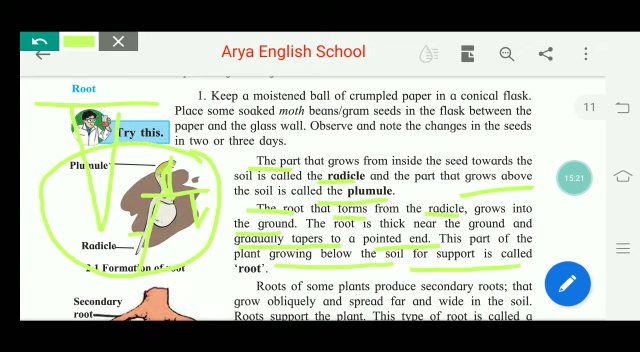 Arya English School
11
Root
Try this.
1. Keep a moistened ball of crumpled paper in a conical flask.
Place some soaked moth beans/gram seeds in the flask between the
paper and the glass wall. Observe and note the changes in the seeds
in two or three days.
Plumule
The part that grows from inside the seed towards the
soil is called the radicle and the part that grows above
the soil is called the plumule.
15:21
The root that forms from the radicle, grows into
the ground. The root is thick near the ground and
gradually tapers to a pointed end. This part of the
plant growing below the soil for support is called
'root'.
Radicle
2.1 Formation of root
Roots of some plants produce secondary roots; that
grow obliquely and spread far and wide in the soil.
Roots support the plant. This type of root is called a
Secondary
root